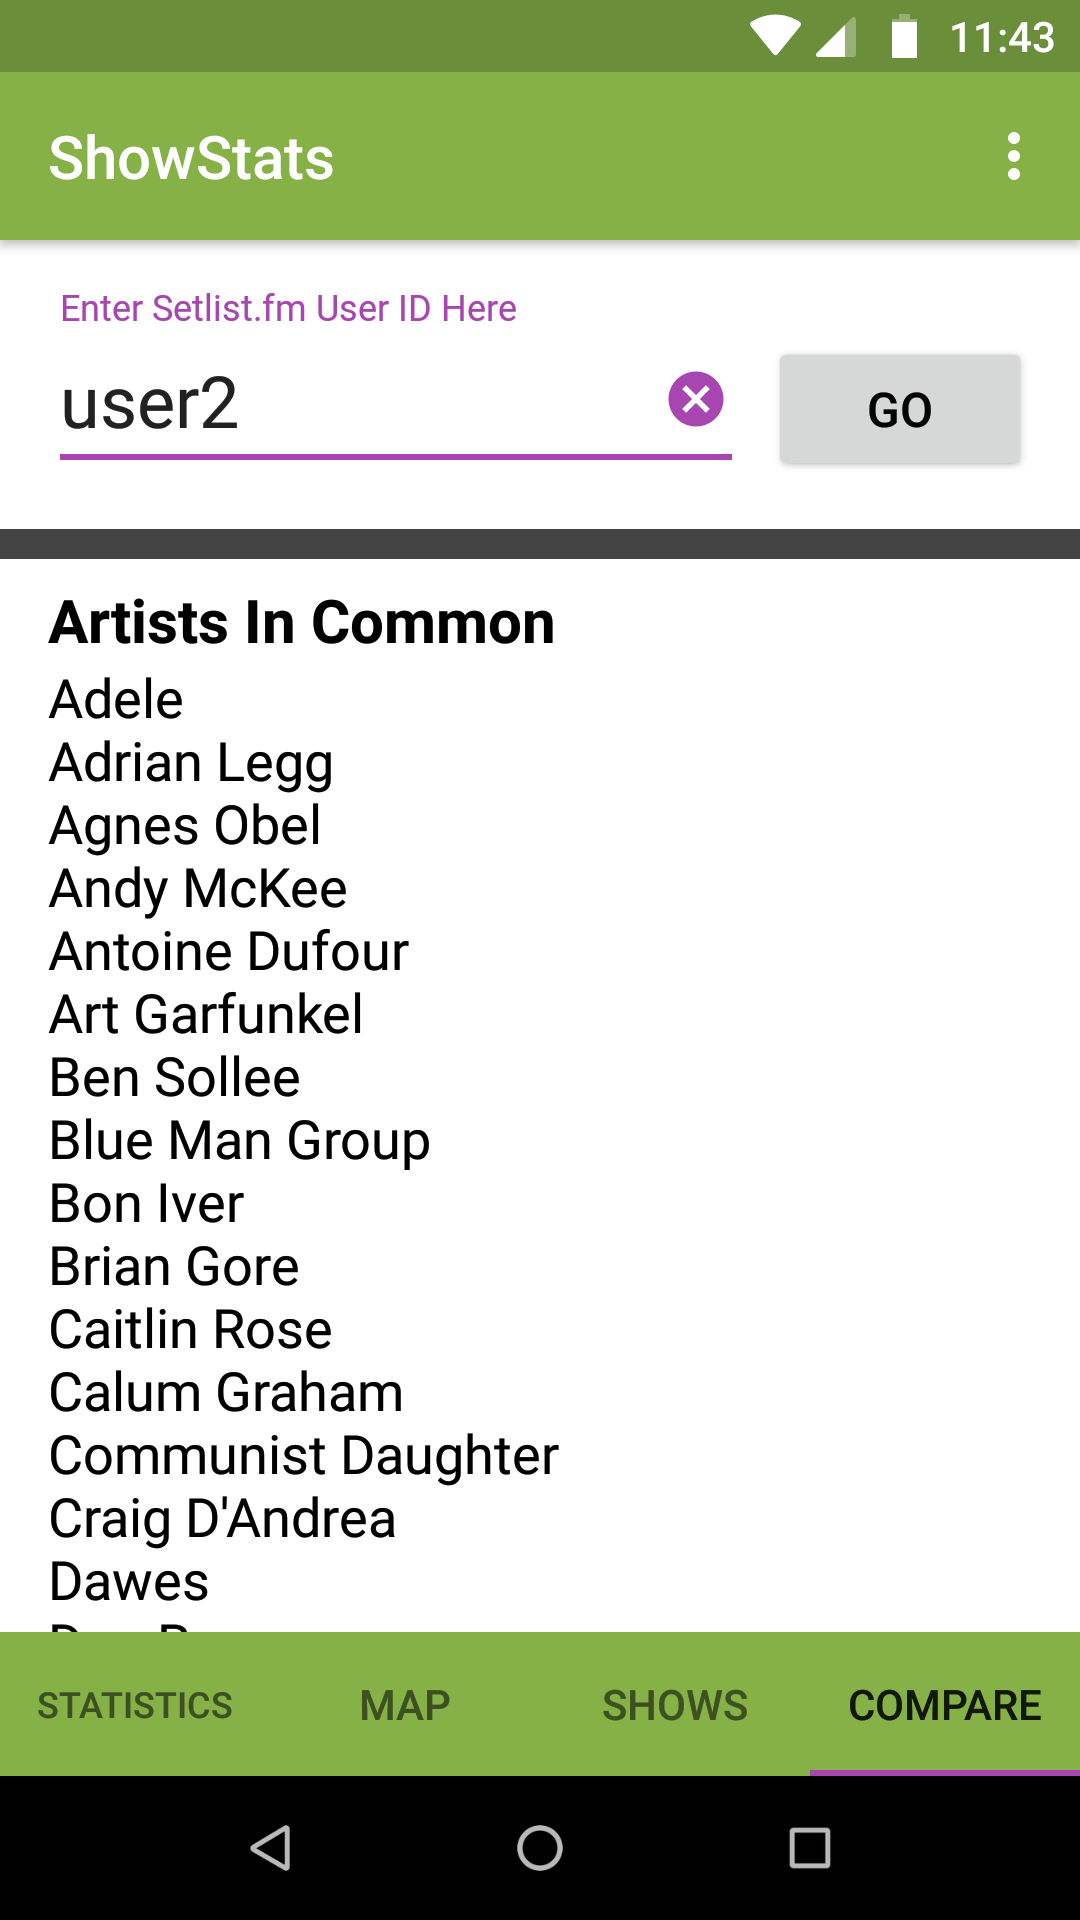 11:43
ShowStats
Enter Setlist.fm User ID Here
user2
GO
Artists In Common
Adele
Adrian Legg
Agnes Obel
Andy McKee
Antoine Dufour
Art Garfunkel
Ben Sollee
Blue Man Group
Bon Iver
Brian Gore
Caitlin Rose
Calum Graham
Communist Daughter
Craig D'Andrea
Dawes
STATISTICS MAP SHOWS COMPARE